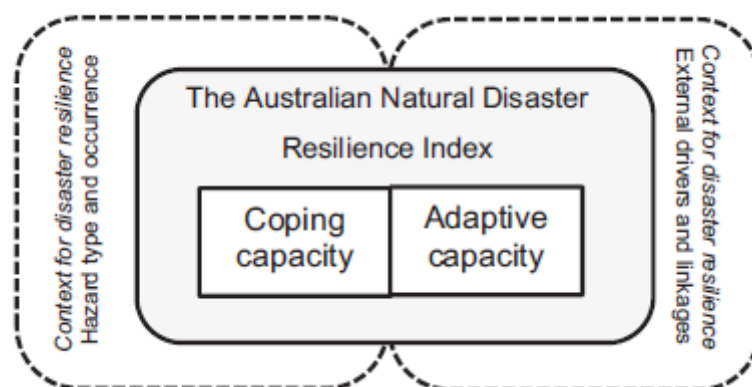 Context for disaster resilience
Hazard type and occurrence
The Australian Natural Disaster
Resilience Index
Coping
capacity
Adaptive
capacity
Context for disaster resilience
External drivers and linkages